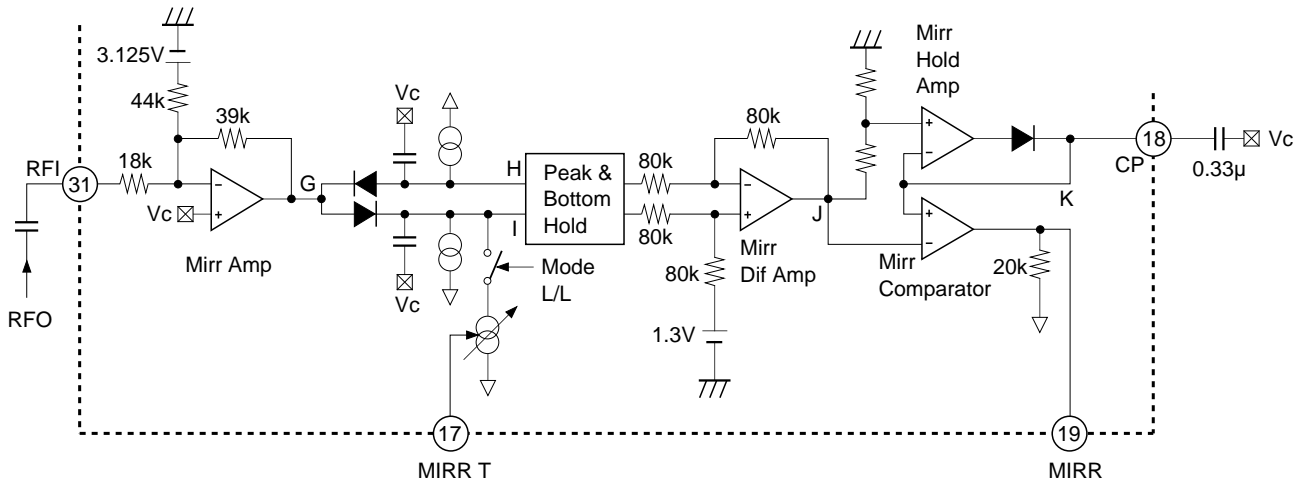 3.125V
44k
39k
RFI
31
18k
Vc
Mirr Amp
RFO
G
Vc
Vc
H
I
Peak &
Bottom
Hold
Mode
L/L
80k
80k
80k
80k
1.3V
Mirr
Dif Amp
J
Mirr
Hold
Amp
Mirr
Comparator
20k
K
18
CP
0.33µ
Vc
17
MIRR T
19
MIRR
+
−
+
−
+
−
+
−